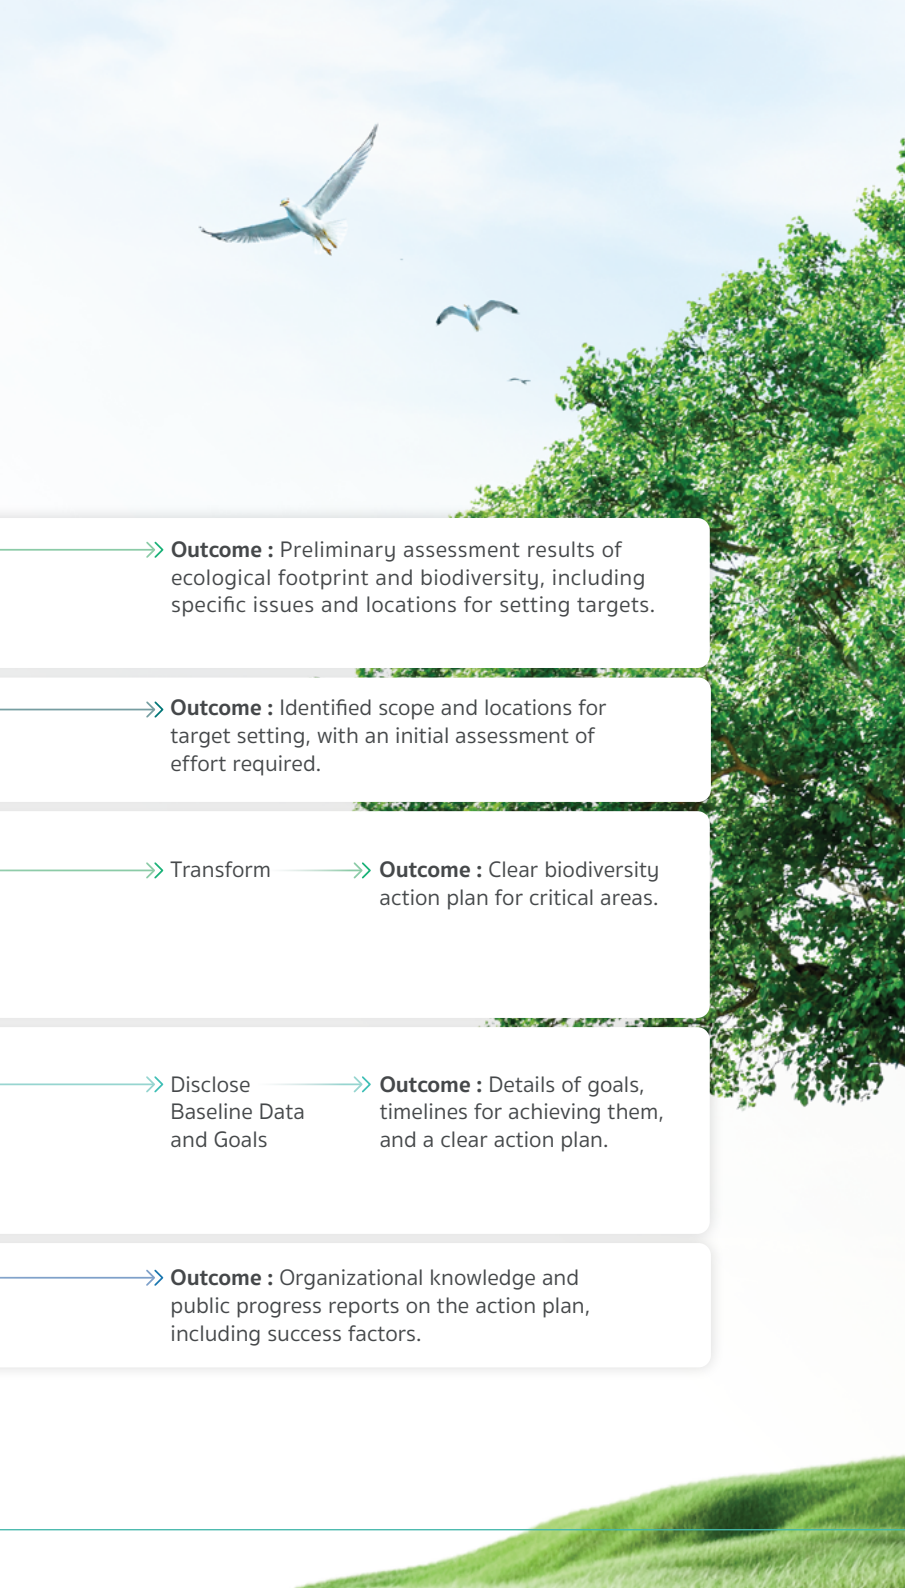 Outcome : Preliminary assessment results of
ecological footprint and biodiversity, including
specific issues and locations for setting targets.
Outcome : Identified scope and locations for
target setting, with an initial assessment of
effort required.
Transform
Outcome : Clear biodiversity
action plan for critical areas.
Disclose
Baseline Data
and Goals
Outcome : Details of goals,
timelines for achieving them,
and a clear action plan.
Outcome : Organizational knowledge and
public progress reports on the action plan,
including success factors.